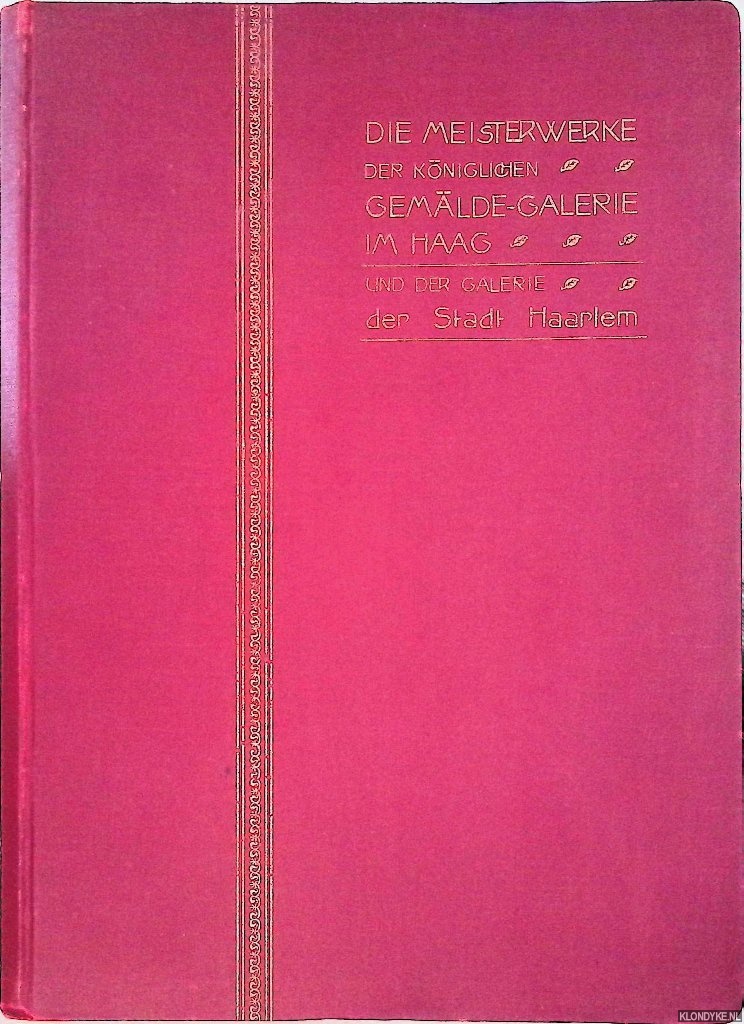 DIE MEISTERWERKE
DER KÖNIGLICHEN
GEMÄLDE-GALERIE
IM HAAG
UND DER GALERIE
der Stadt Haarlem
KLONDYKE.NL